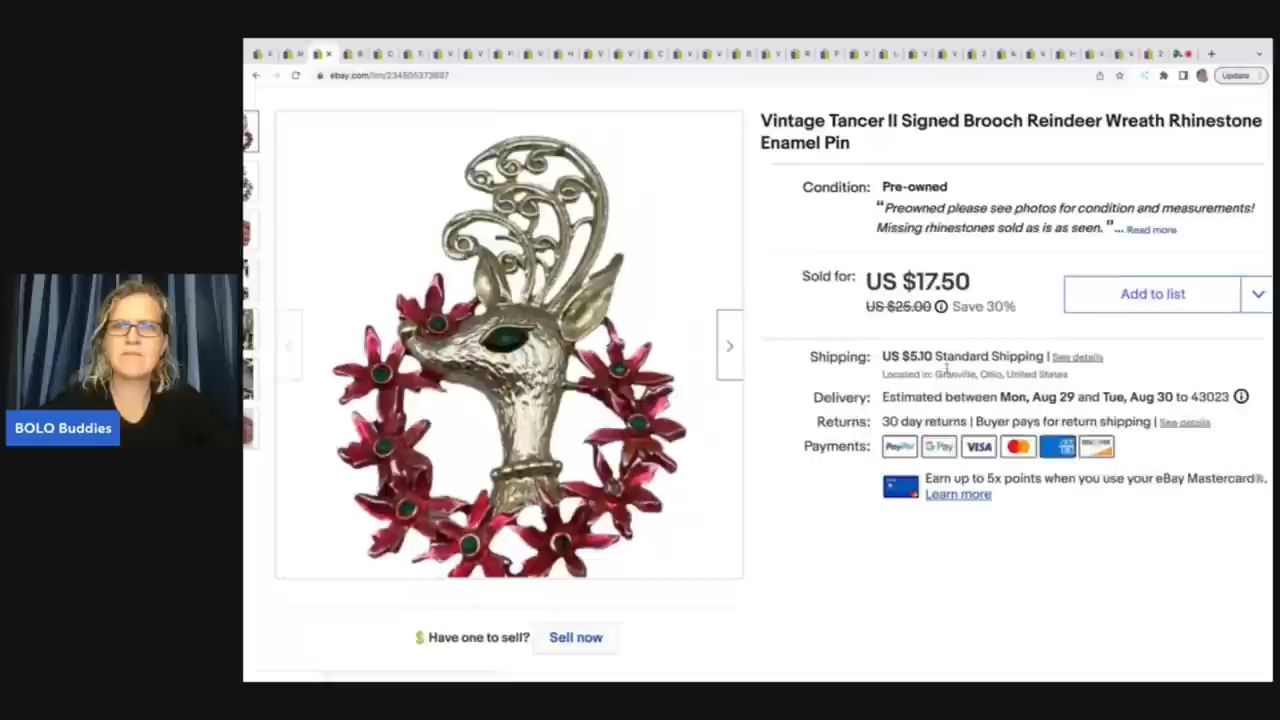 ebay.com/itm/234505373687
Update
Vintage Tancer II Signed Brooch Reindeer Wreath Rhinestone
Enamel Pin
Condition: Pre-owned
“Preowned please see photos for condition and measurements!
Missing rhinestones sold as is as seen. ”... Read more
Sold for: US $17.50
US $25.00 Save 30%
Add to list
Shipping: US $5.10 Standard Shipping | See details
Located in: Granville, Ohio, United States
Delivery: Estimated between Mon, Aug 29 and Tue, Aug 30 to 43023
Returns: 30 day returns | Buyer pays for return shipping | See details
Payments: PayPal G Pay VISA
Earn up to 5x points when you use your eBay Mastercard®.
Learn more
BOLO Buddies
$ Have one to sell? Sell now